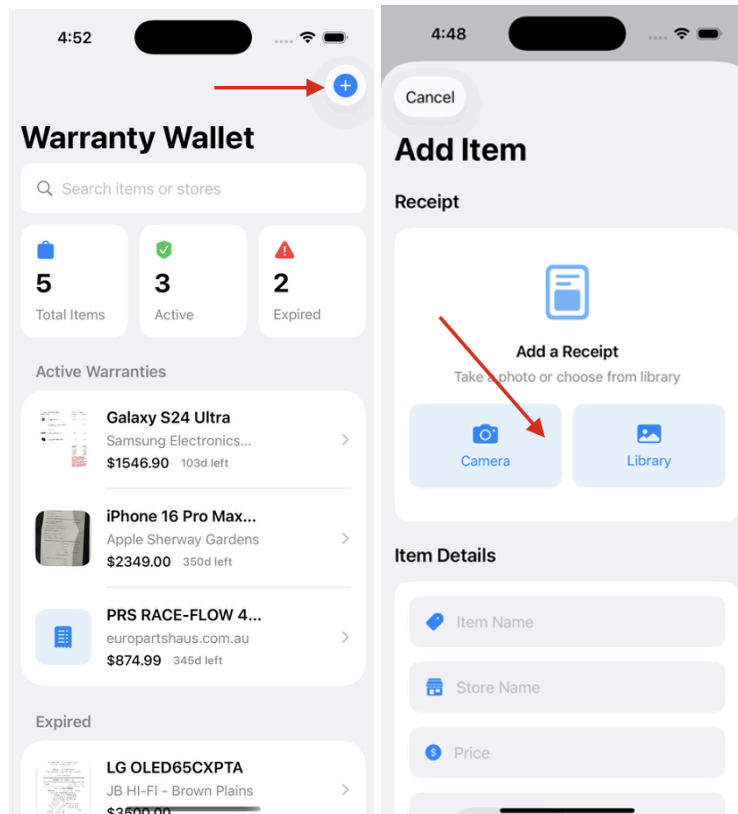 4:52
Warranty Wallet
Search items or stores
5
Total Items
3
Active
2
Expired
Active Warranties
Galaxy S24 Ultra
Samsung Electronics...
$1546.90 103d left
iPhone 16 Pro Max...
Apple Sherway Gardens
$2349.00 350d left
PRS RACE-FLOW 4...
europartshaus.com.au
$874.99 345d left
Expired
LG OLED65CXPTA
JB HI-FI - Brown Plains
$3500.00
4:48
Cancel
Add Item
Receipt
Add a Receipt
Take a photo or choose from library
Camera
Library
Item Details
Item Name
Store Name
Price